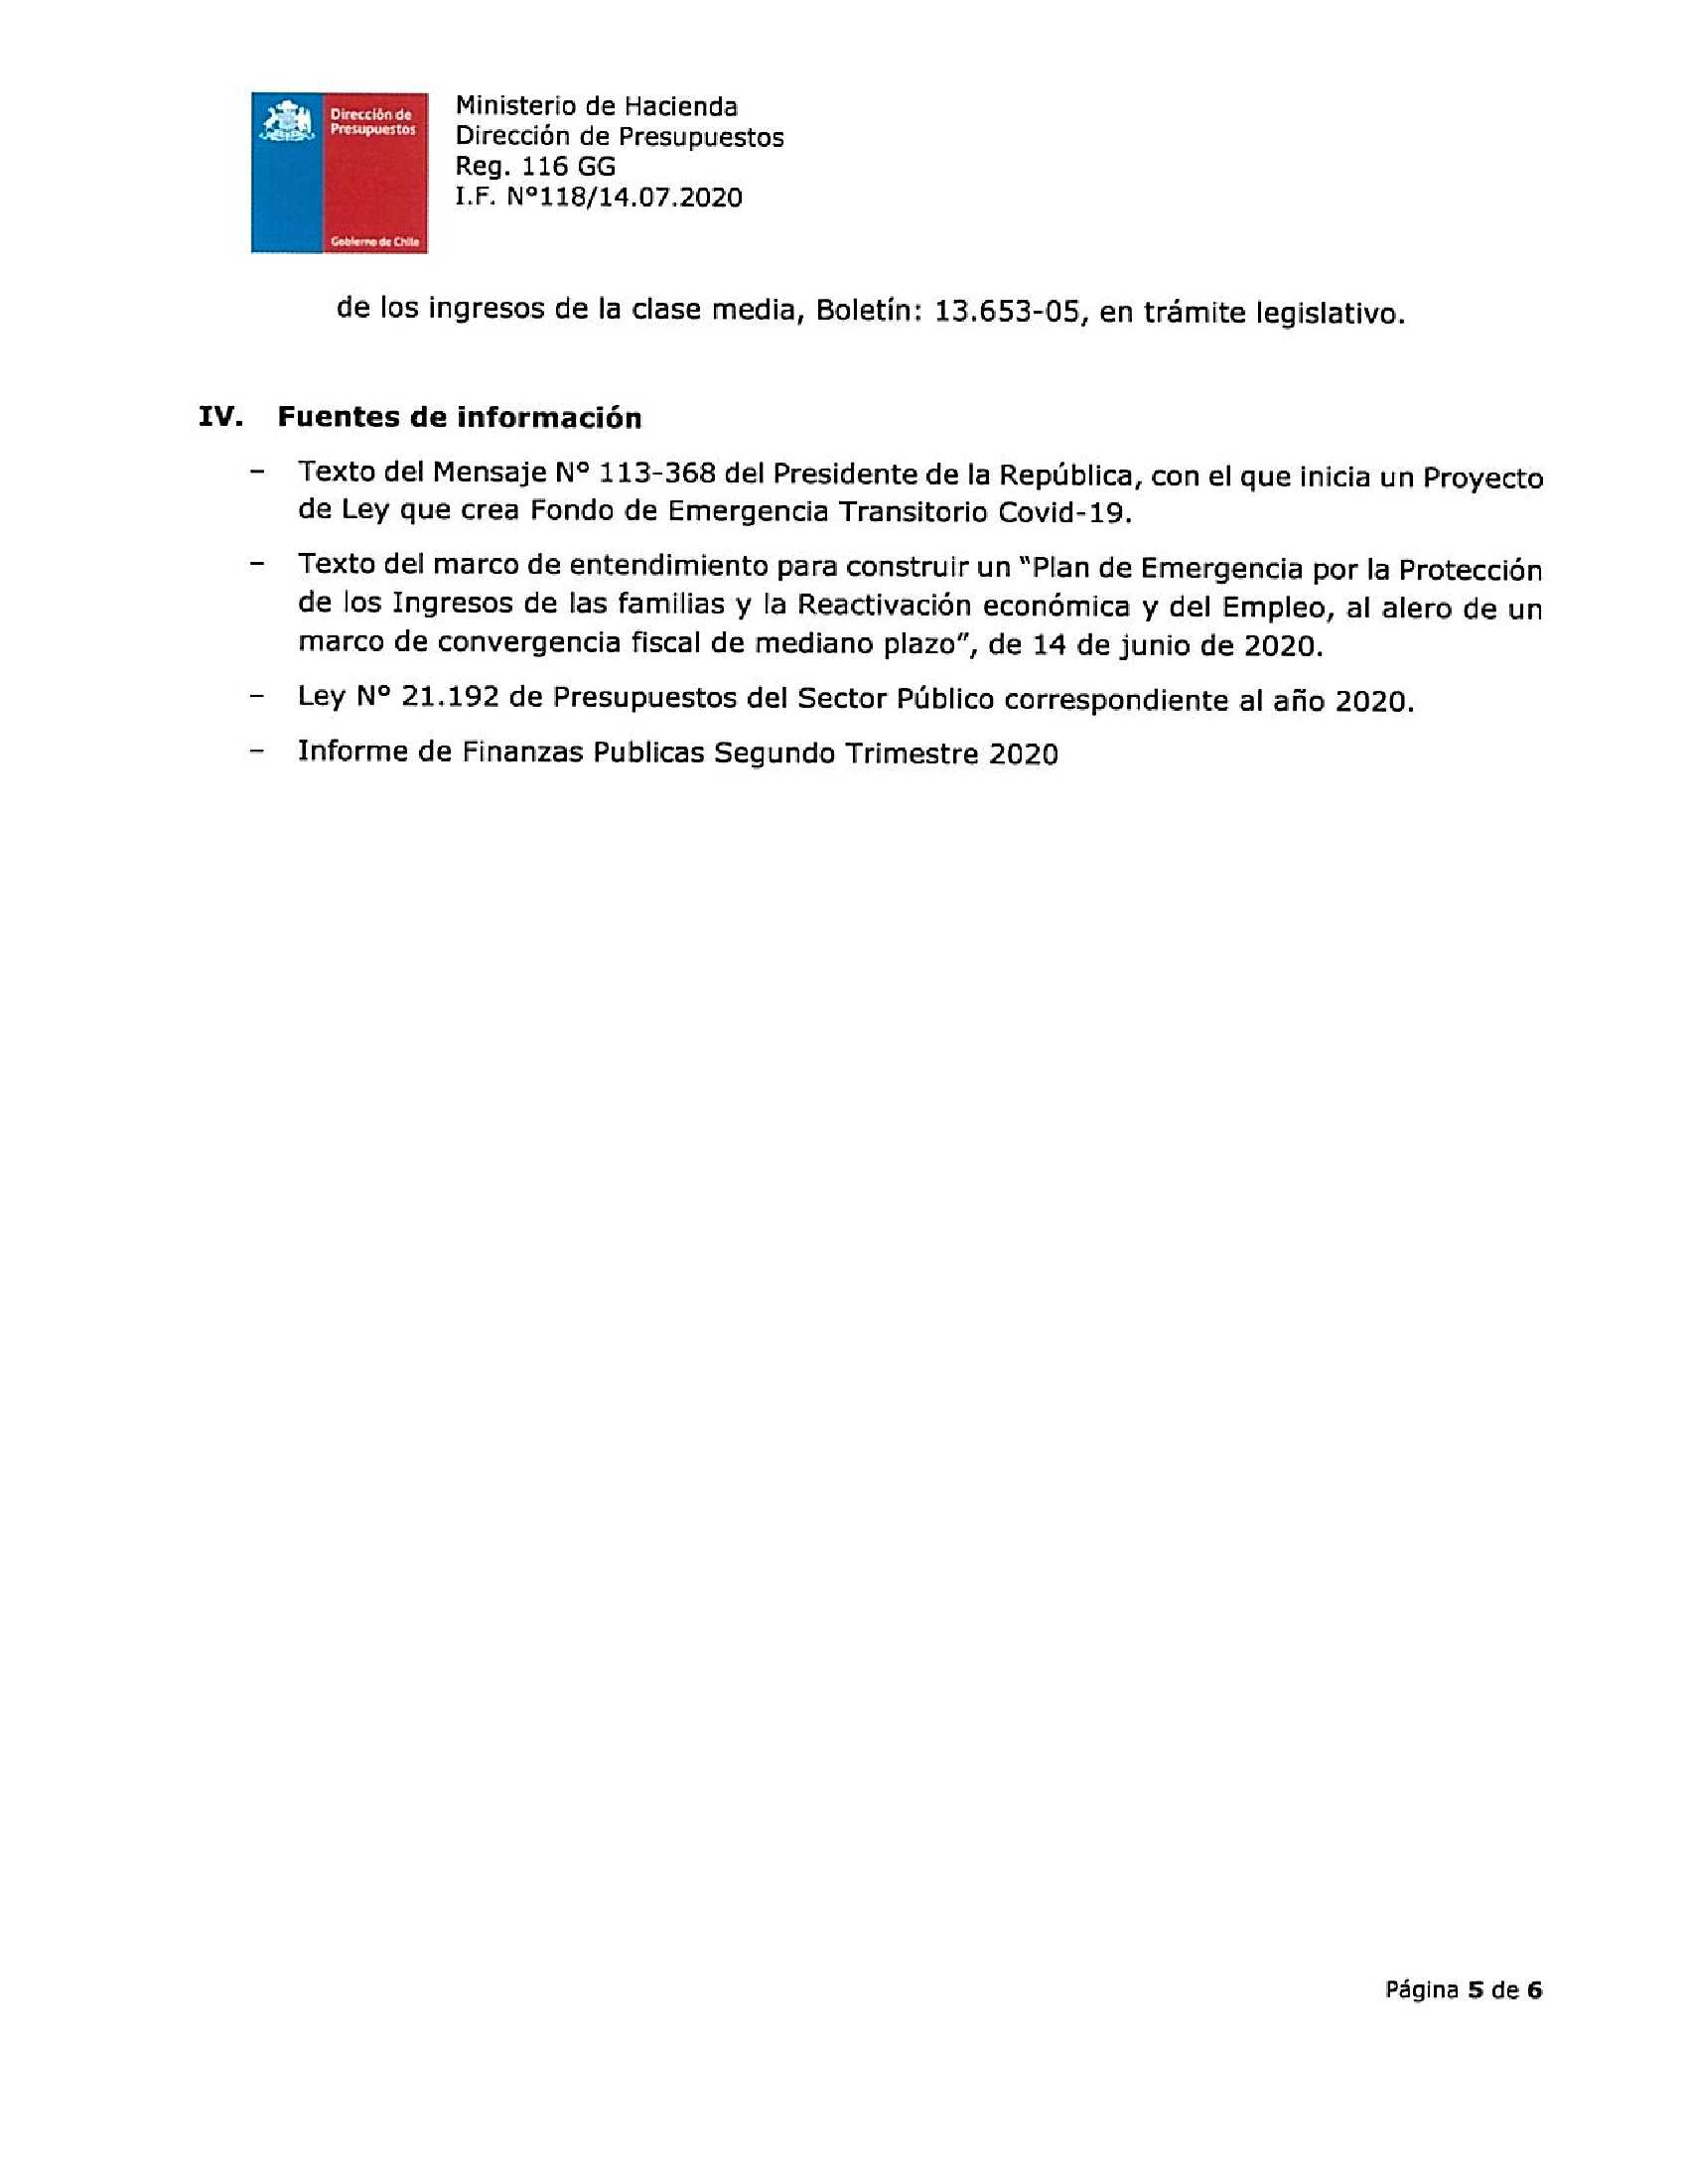 Dirección de
Presupuestos
Gobierno de Chile
Ministerio de Hacienda
Dirección de Presupuestos
Reg. 116 GG
I.F. Nº118/14.07.2020
de los ingresos de la clase media, Boletín: 13.653-05, en trámite legislativo.
IV. Fuentes de información
- Texto del Mensaje Nº 113-368 del Presidente de la República, con el que inicia un Proyecto
de Ley que crea Fondo de Emergencia Transitorio Covid-19.
- Texto del marco de entendimiento para construir un "Plan de Emergencia por la Protección
de los Ingresos de las familias y la Reactivación económica y del Empleo, al alero de un
marco de convergencia fiscal de mediano plazo", de 14 de junio de 2020.
- Ley Nº 21.192 de Presupuestos del Sector Público correspondiente al año 2020.
- Informe de Finanzas Publicas Segundo Trimestre 2020
Página 5 de 6